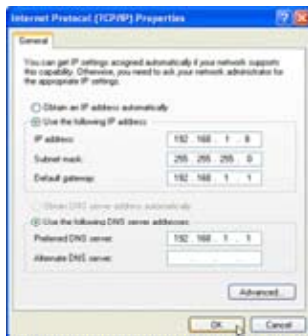 Internet Protocol (TCP/IP) Properties
General
You can get IP settings assigned automatically if your network supports
this capability. Otherwise, you need to ask your network administrator for
the appropriate IP settings.
Obtain an IP address automatically
Use the following IP address:
IP address: 192 . 168 . 1 .
Subnet mask: 255 . 255 . 255 . 0
Default gateway: 192 . 168 . 1 . 1
Obtain DNS server address automatically
Use the following DNS server addresses:
Preferred DNS server: 192 . 168 . 1 . 1
Alternate DNS server: . . .
Advanced...
OK Cancel